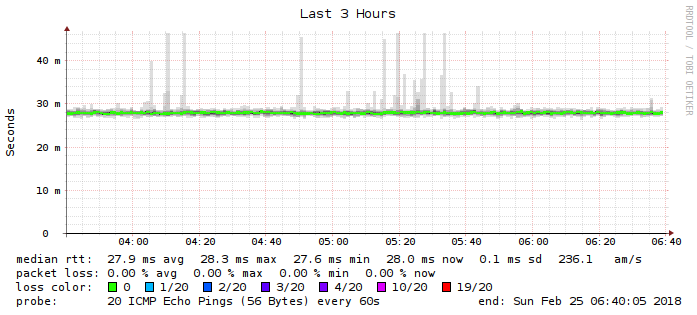 Last 3 Hours
RRDTOOL / TOBI OETIKER
Seconds
40 m
30 m
20 m
10 m
0
04:00 04:20 04:40 05:00 05:20 05:40 06:00 06:20 06:40
median rtt: 27.9 ms avg 28.3 ms max 27.6 ms min 28.0 ms now 0.1 ms sd 236.1 am/s
packet loss: 0.00 % avg 0.00 % max 0.00 % min 0.00 % now
loss color: 0 1/20 2/20 3/20 4/20 10/20 19/20
probe: 20 ICMP Echo Pings (56 Bytes) every 60s end: Sun Feb 25 06:40:05 2018